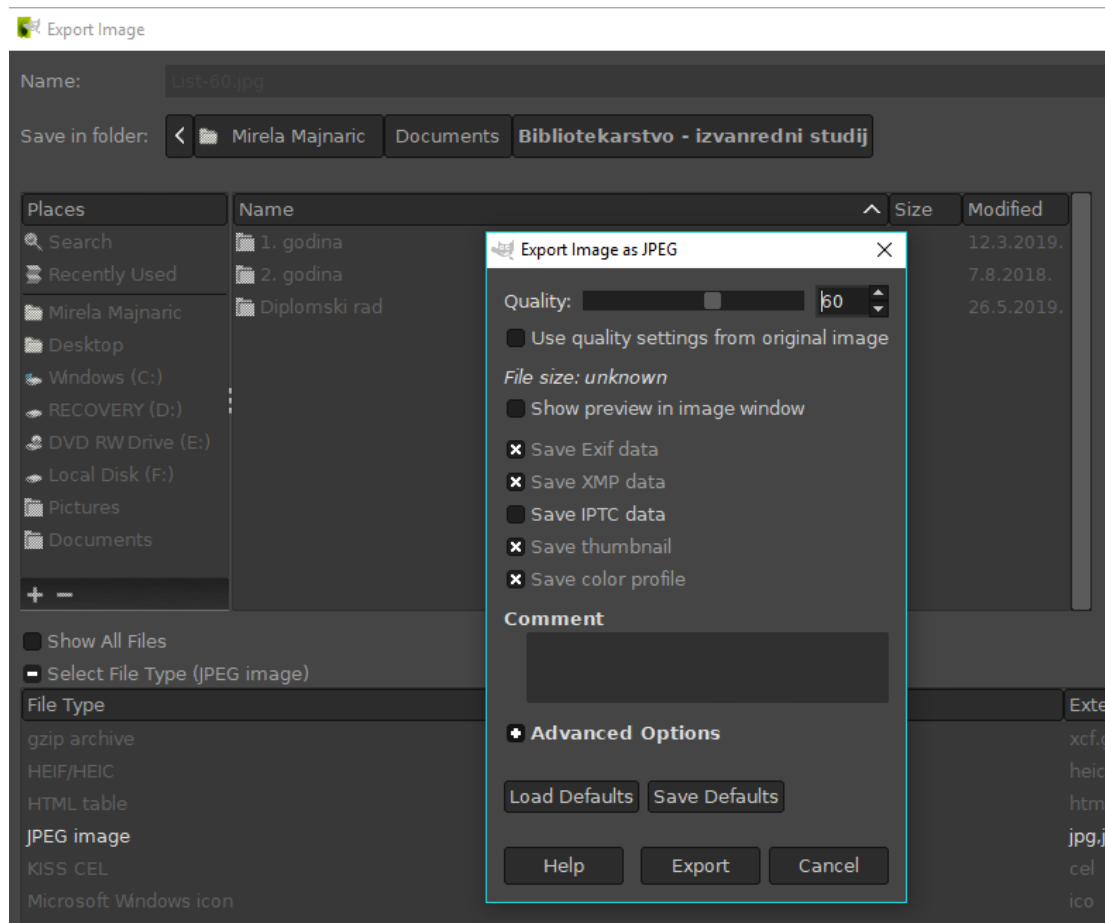 Export Image
Name: List-60.jpg
Save in folder: Mirela Majnaric Documents Bibliotekarstvo - izvanredni studij
Places Name Size Modified
Search 1. godina 12.3.2019.
Recently Used 2. godina 7.8.2018.
Mirela Majnaric Diplomski rad 26.5.2019.
Desktop
Windows (C:)
RECOVERY (D:)
DVD RW Drive (E:)
Local Disk (F:)
Pictures
Documents
Export Image as JPEG
Quality: 60
Use quality settings from original image
File size: unknown
Show preview in image window
Save Exif data
Save XMP data
Save IPTC data
Save thumbnail
Save color profile
Comment
Advanced Options
Load Defaults Save Defaults
Help Export Cancel
Show All Files
Select File Type (JPEG image)
File Type
gzip archive
HEIF/HEIC
HTML table
JPEG image
KISS CEL cel
Microsoft Windows icon ico